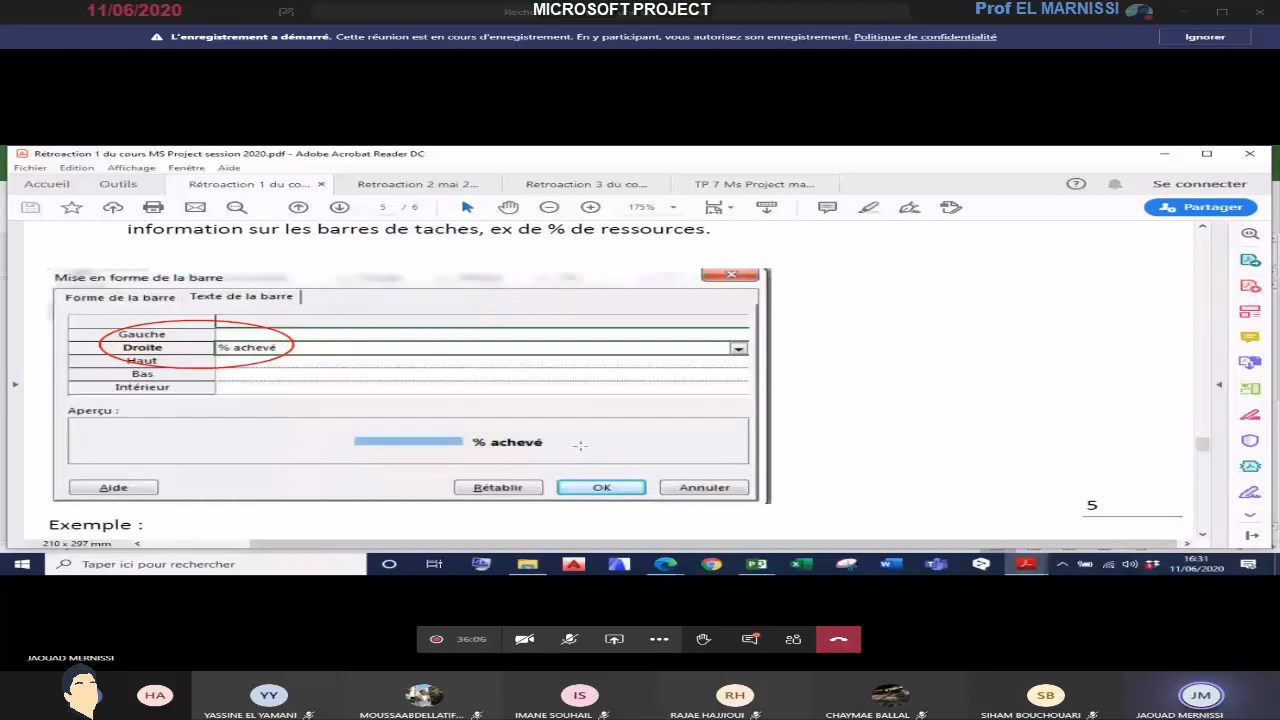 11/06/2020
MICROSOFT PROJECT
Prof EL MARNISSI
L'enregistrement a démarré. Cette réunion est en cours d'enregistrement. En y participant, vous autorisez son enregistrement. Politique de confidentialité
Ignorer
Rétroaction 1 du cours MS Project session 2020.pdf - Adobe Acrobat Reader DC
Fichier Edition Affichage Fenêtre Aide
Accueil Outils Rétroaction 1 du co... × Retroaction 2 mai 2... Retroaction 3 du co... TP 7 Ms Project ma... Se connecter
5 / 6 175% Partager
information sur les barres de taches, ex de % de ressources.
Mise en forme de la barre
Forme de la barre Texte de la barre
Gauche
Droite % achevé
Haut
Bas
Intérieur
Aperçu :
% achevé
Aide Rétablir OK Annuler
5
Exemple :
210 x 297 mm
Taper ici pour rechercher
16:31
11/06/2020
36:06
JAOUAD MERNISSI
HA YY IS RH SB JM
YASSINE EL YAMANI MOUSSAABDELLATIF... IMANE SOUHAIL RAJAE HAJJIOUI CHAYMAE BALLAL SIHAM BOUCHOUARI JAOUAD MERNISSI